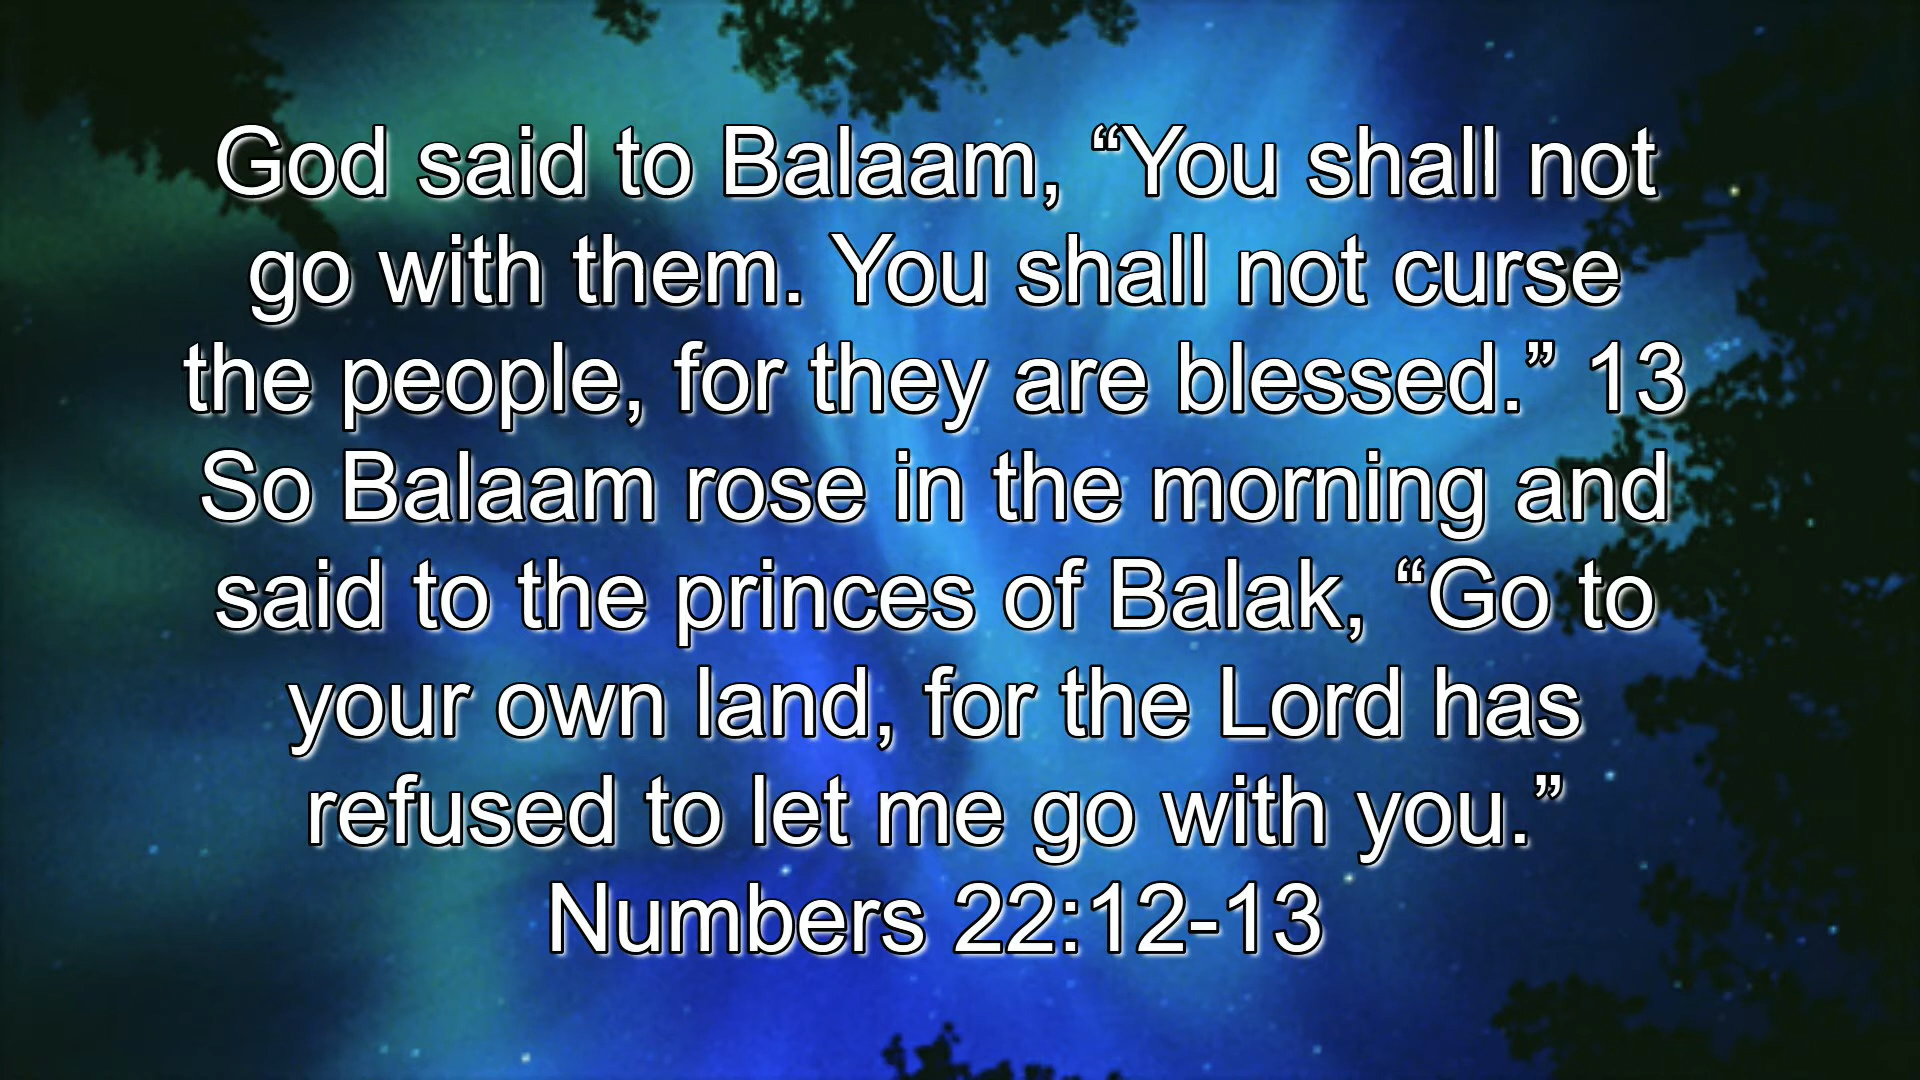 God said to Balaam, “You shall not
go with them. You shall not curse
the people, for they are blessed.” 13
So Balaam rose in the morning and
said to the princes of Balak, “Go to
your own land, for the Lord has
refused to let me go with you.”
Numbers 22:12-13